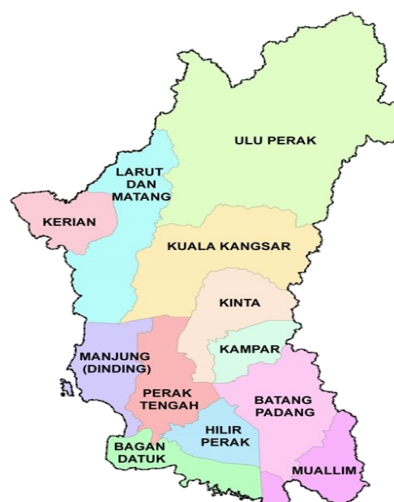 ULU PERAK
LARUT
DAN
MATANG
KERIAN
KUALA KANGSAR
KINTA
KAMPAR
MANJUNG
(DINDING)
PERAK
TENGAH
BATANG
PADANG
HILIR
PERAK
BAGAN
DATUK
MUALLIM